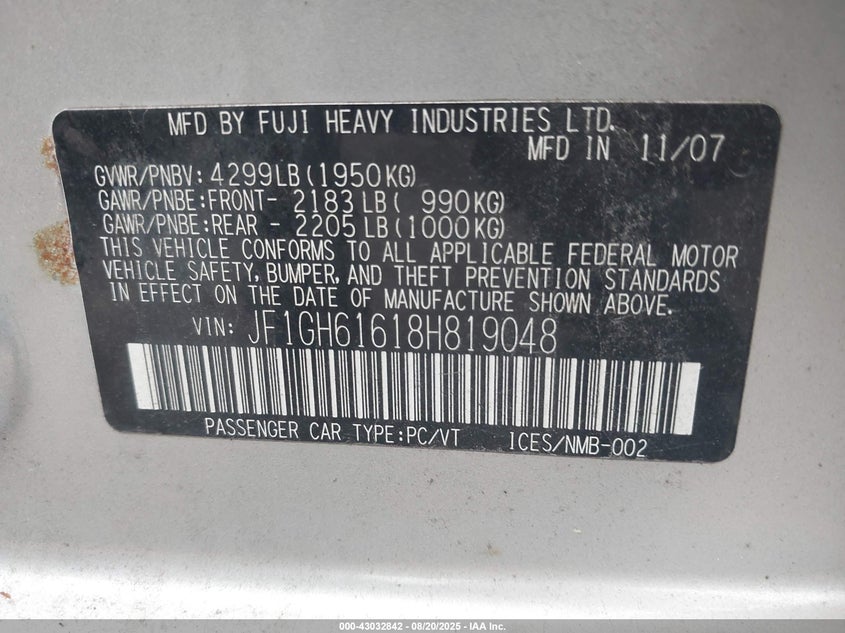 MFD BY FUJI HEAVY INDUSTRIES LTD.
MFD IN 11/07
GVWR/PNBV: 4299LB(1950KG)
GAWR/PNBE:FRONT- 2183LB( 990KG)
GAWR/PNBE:REAR - 2205LB(1000KG)
THIS VEHICLE CONFORMS TO ALL APPLICABLE FEDERAL MOTOR
VEHICLE SAFETY, BUMPER, AND THEFT PREVENTION STANDARDS
IN EFFECT ON THE DATE OF MANUFACTURE SHOWN ABOVE.
VIN: JF1GH61618H819048
PASSENGER CAR TYPE:PC/VT ICES/NMB-002
000-43032842 - 08/20/2025 - IAA Inc.